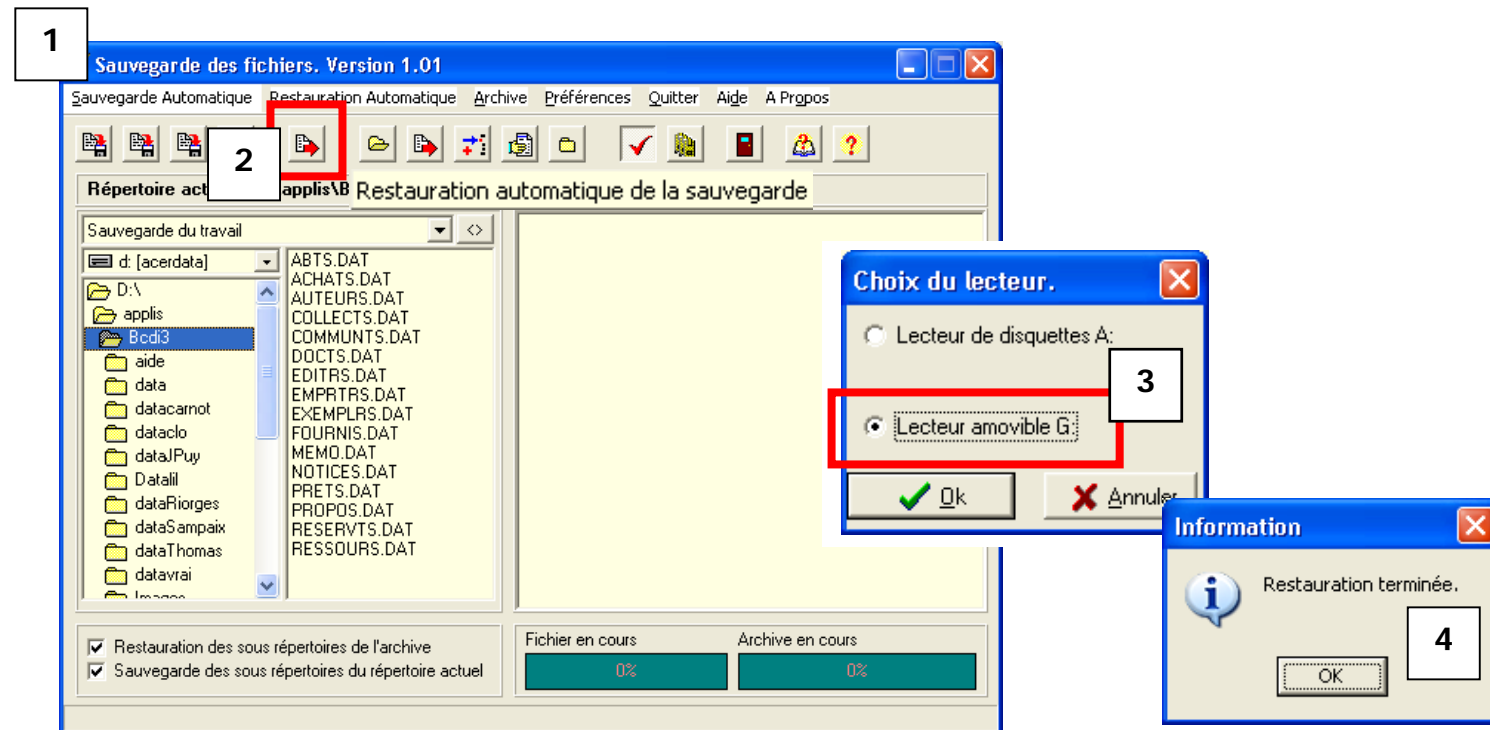 1
Sauvegarde des fichiers. Version 1.01
Sauvegarde Automatique Restauration Automatique Archive Préférences Quitter Aide A Propos
2
Répertoire act applis\B
Restauration automatique de la sauvegarde
Sauvegarde du travail
<>
d: [acerdata]
D:\
applis
Bcdi3
aide
data
datacarnot
dataclo
dataJPuy
Datalil
dataRiorges
dataSampaix
dataThomas
datavrai
Images
ABTS.DAT
ACHATS.DAT
AUTEURS.DAT
COLLECTS.DAT
COMMUNTS.DAT
DOCTS.DAT
EDITRS.DAT
EMPRTRS.DAT
EXEMPLRS.DAT
FOURNIS.DAT
MEMO.DAT
NOTICES.DAT
PRETS.DAT
PROPOS.DAT
RESERVTS.DAT
RESSOURS.DAT
Restauration des sous répertoires de l'archive
Sauvegarde des sous répertoires du répertoire actuel
Fichier en cours
0%
Archive en cours
0%
Choix du lecteur.
Lecteur de disquettes A:
3
Lecteur amovible G:
Ok
Annuler
Information
Restauration terminée.
4
OK